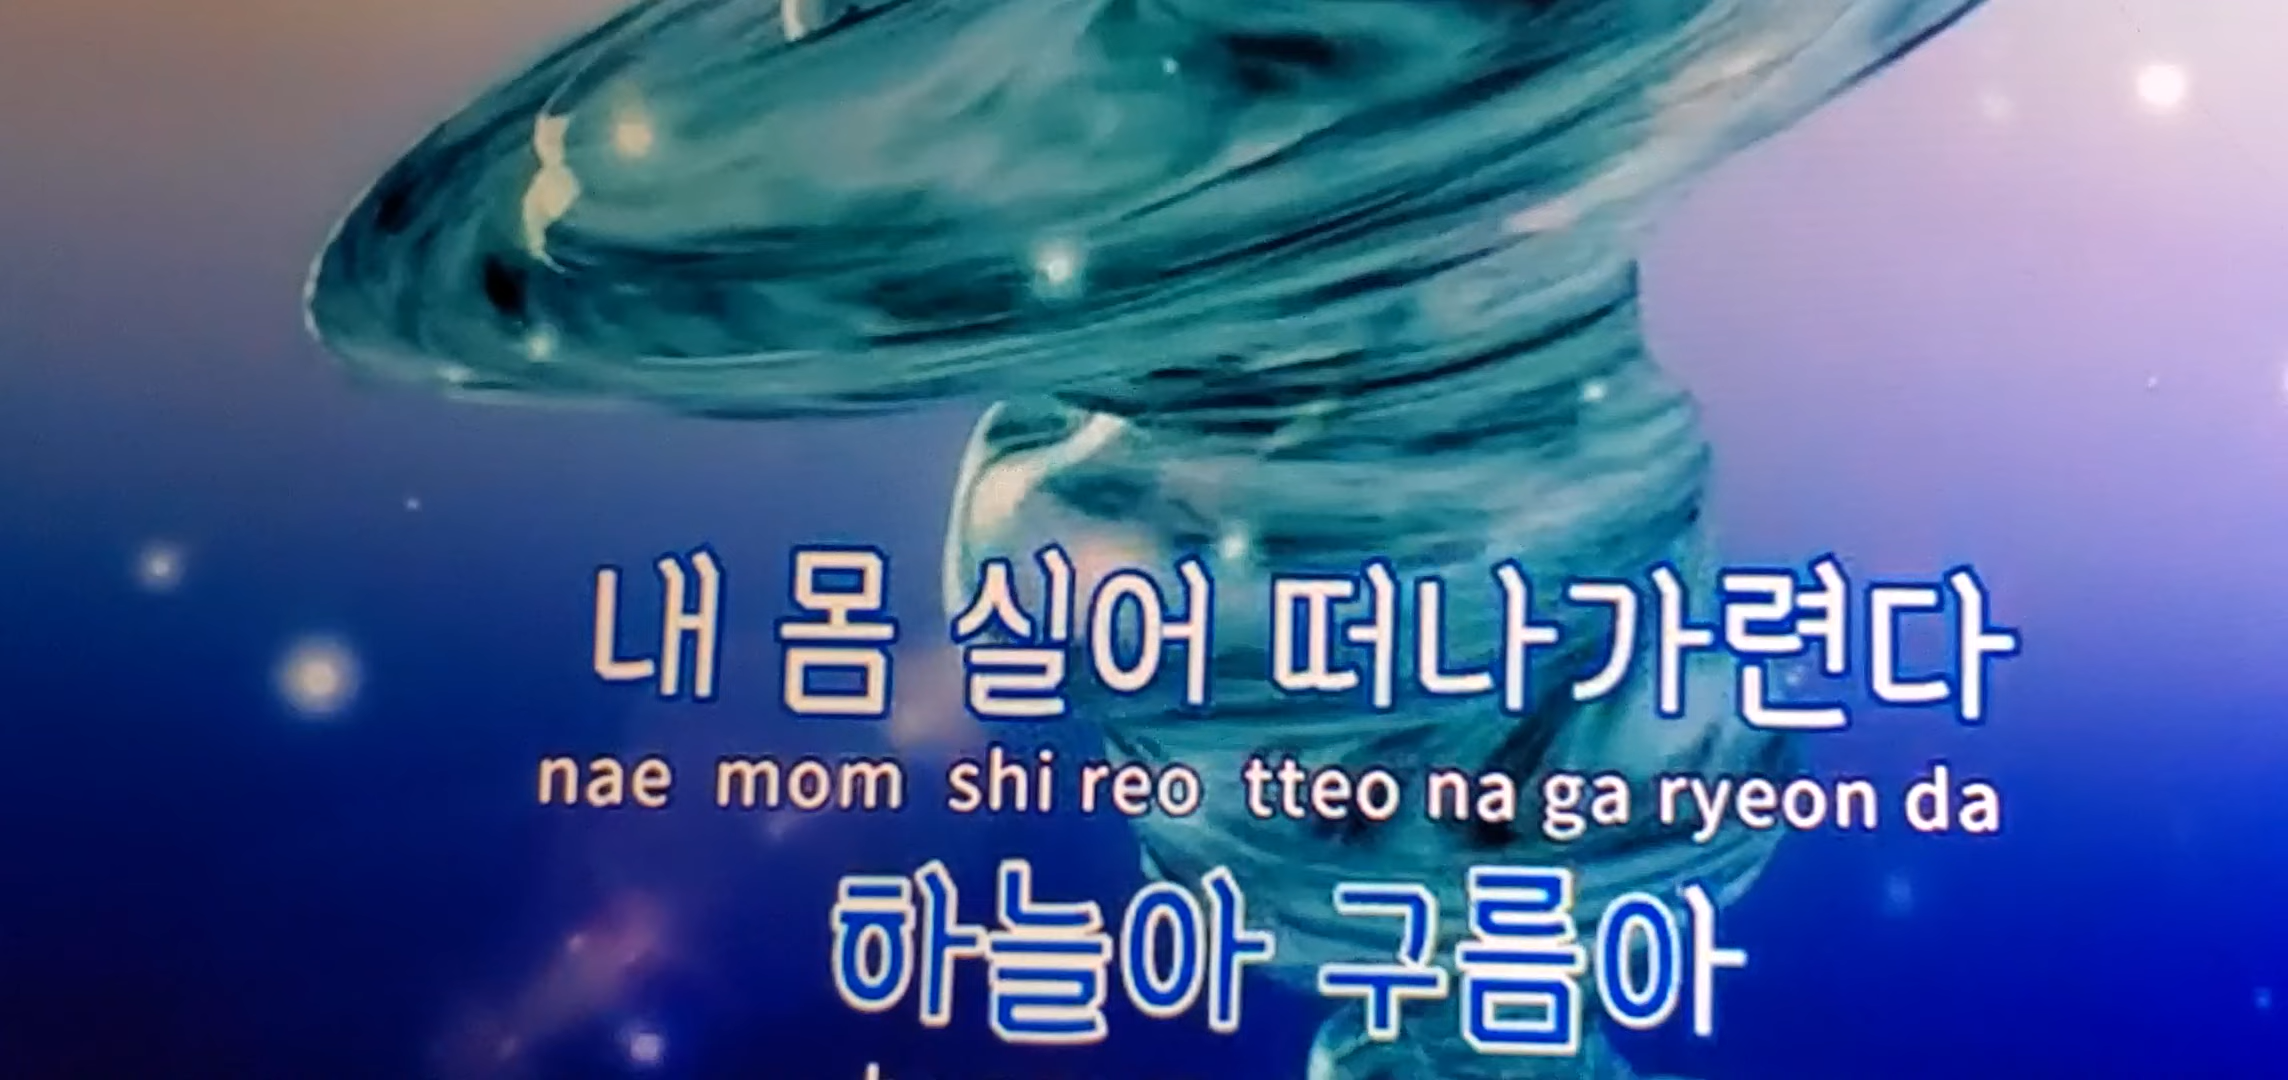 내 몸 실어 떠나가련다
nae mom shi reo tteo na ga ryeon da
하늘아 구름아